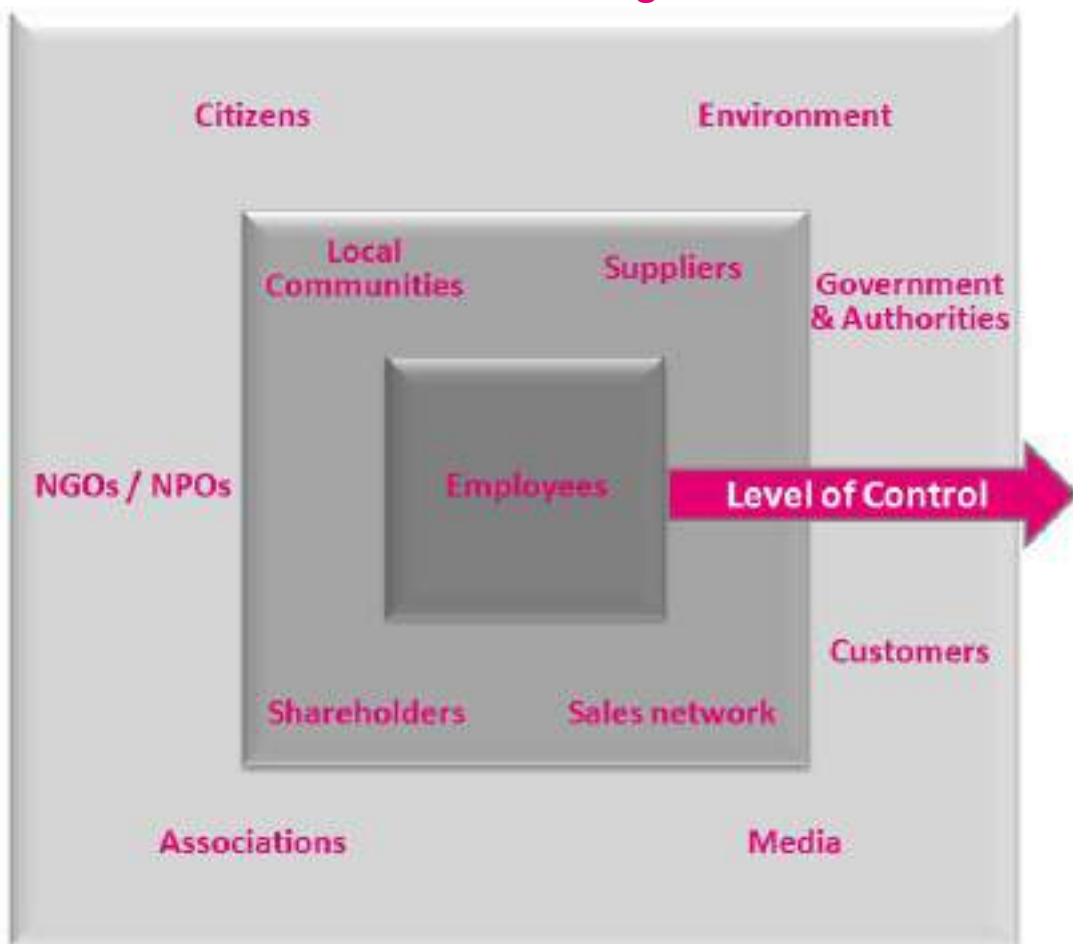 Citizens
Environment
Local
Communities
Suppliers
Government
& Authorities
NGOs / NPOs
Employees
Level of Control
Customers
Shareholders
Sales network
Associations
Media